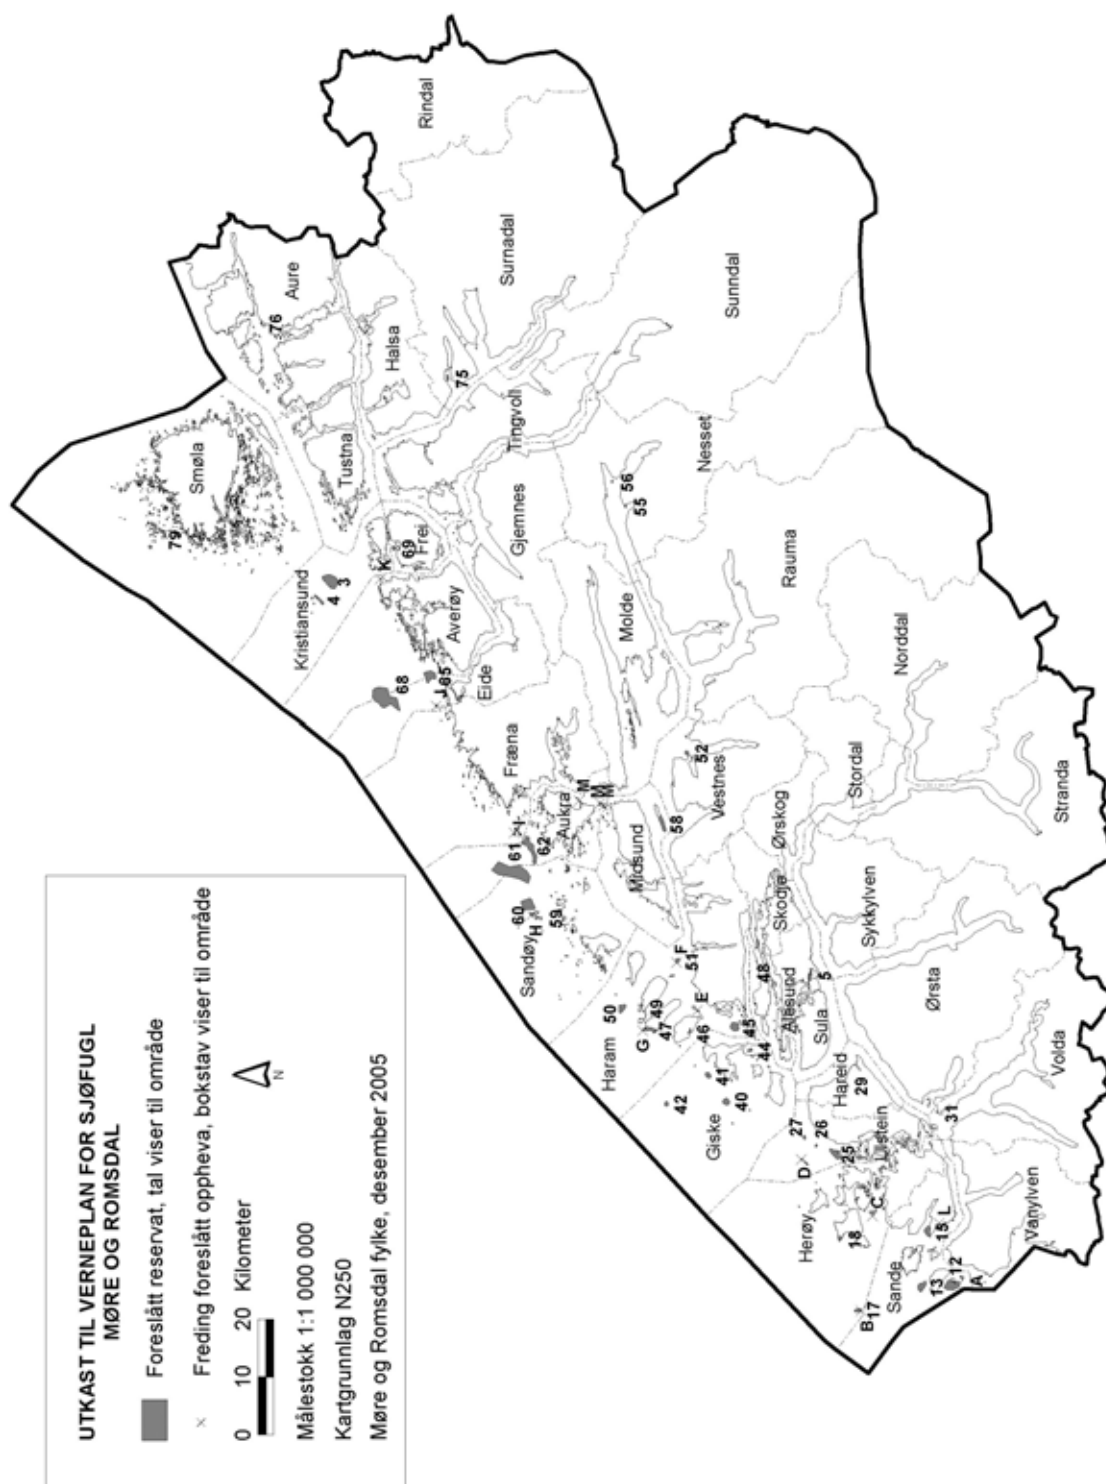 UTKAST TIL VERNEPLAN FOR SJØFUGL
MØRE OG ROMSDAL
Foreslått reservat, tal viser til område
Freding foreslått oppheva, bokstav viser til område
0 10 20 Kilometer
N
Målestokk 1:1 000 000
Kartgrunnlag N250
Møre og Romsdal fylke, desember 2005
Rindal
Aure
76
Surnadal
Halsa
75
Sunndal
Smøla
79
Tustna
Tingvoll
Nesset
56
55
Kristiansund
4
3
K
69
Frei
Gjemnes
Averøy
Rauma
68
J
65
Eide
Molde
Norddal
Fræna
52
Vestnes
Stordal
M
M
M
Aukra
I
61
62
58
Stranda
Midsund
Ørskog
Skodje
60
H
59
Sandøy
F
51
Sykkylven
48
50
49
47
G
Haram
E
46
45
44
Ålesund
5
Sula
Ørsta
42
41
40
Giske
Hareid
29
27
26
Volda
D
25
Ulstein
31
Herøy
18
C
15
L
Vanylven
Sande
13
12
A
B
17